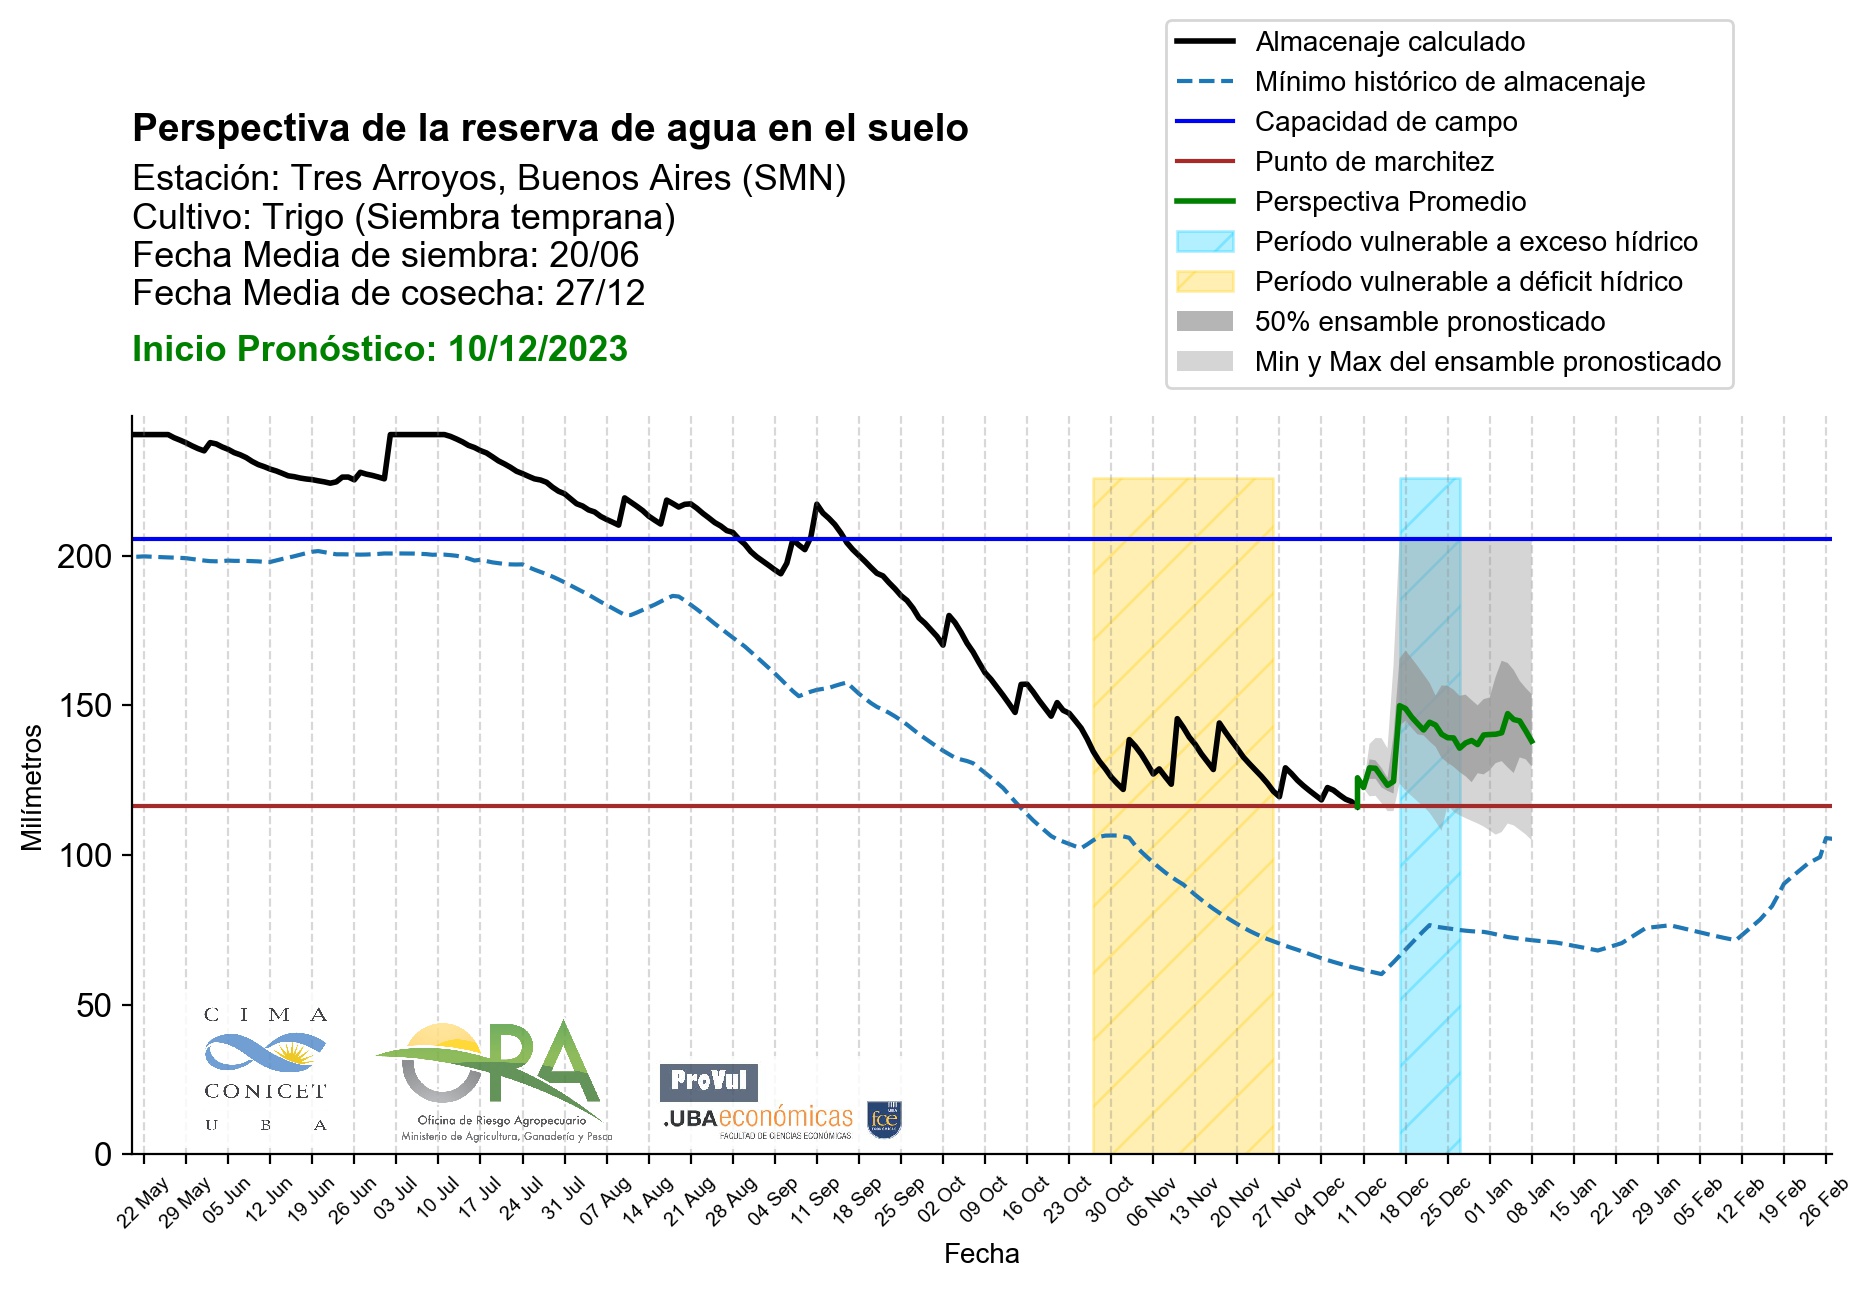 Almacenaje calculado
Mínimo histórico de almacenaje
Capacidad de campo
Punto de marchitez
Perspectiva Promedio
Período vulnerable a exceso hídrico
Período vulnerable a déficit hídrico
50% ensamble pronosticado
Min y Max del ensamble pronosticado
Perspectiva de la reserva de agua en el suelo
Estación: Tres Arroyos, Buenos Aires (SMN)
Cultivo: Trigo (Siembra temprana)
Fecha Media de siembra: 20/06
Fecha Media de cosecha: 27/12
Inicio Pronóstico: 10/12/2023
Milímetros
200
150
100
50
0
CIMA
CONICET
UBA
ORA
Oficina de Riesgo Agropecuario
Ministerio de Agricultura, Ganadería y Pesca
ProVul
.UBAeconómicas
FACULTAD DE CIENCIAS ECONÓMICAS
fce
22 May 29 May 05 Jun 12 Jun 19 Jun 26 Jun 03 Jul 10 Jul 17 Jul 24 Jul 31 Jul 07 Aug 14 Aug 21 Aug 28 Aug 04 Sep 11 Sep 18 Sep 25 Sep 02 Oct 09 Oct 16 Oct 23 Oct 30 Oct 06 Nov 13 Nov 20 Nov 27 Nov 04 Dec 11 Dec 18 Dec 25 Dec 01 Jan 08 Jan 15 Jan 22 Jan 29 Jan 05 Feb 12 Feb 19 Feb 26 Feb
Fecha